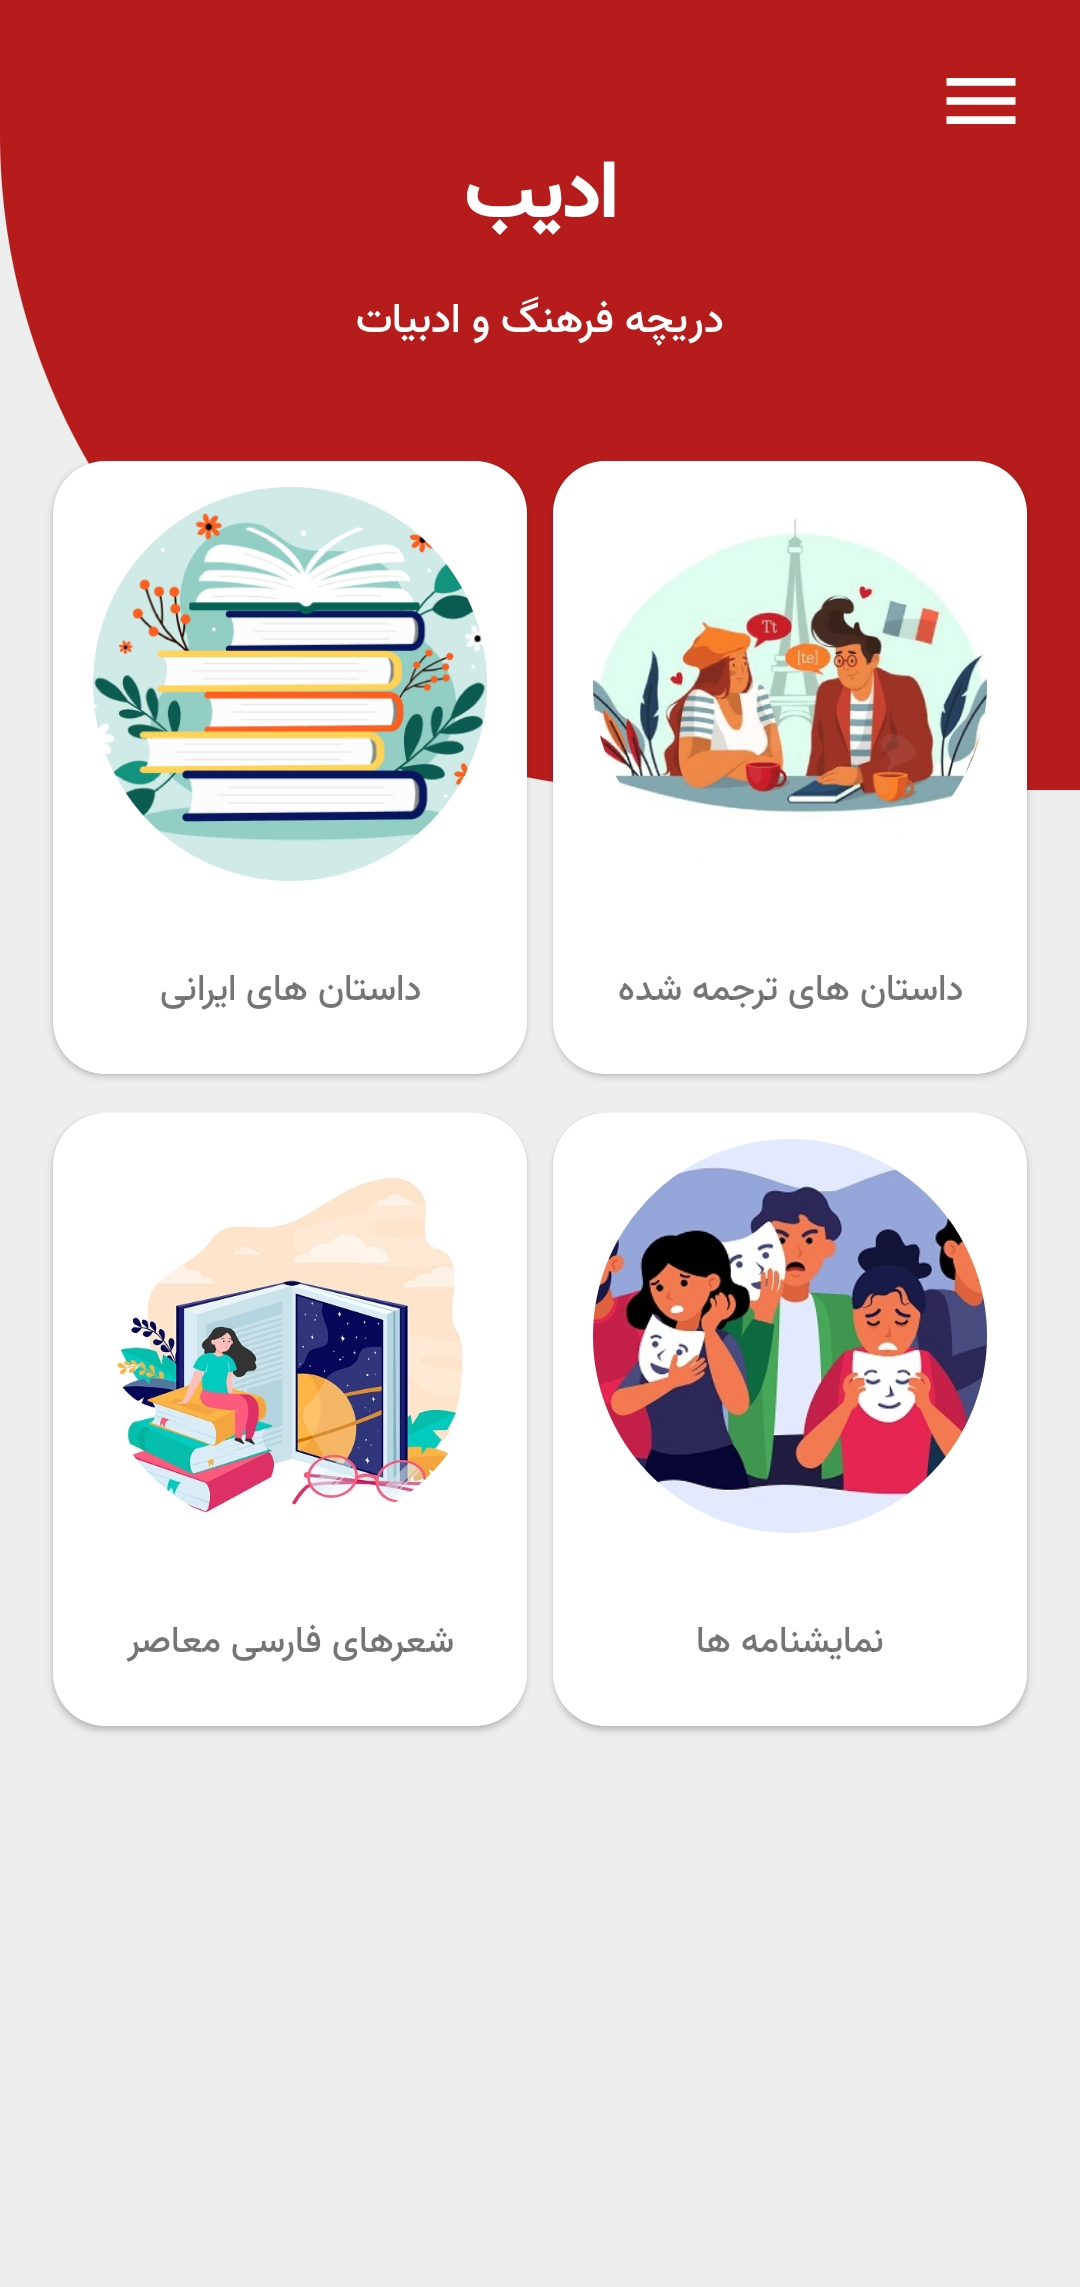 ادیب
دریچه فرهنگ و ادبیات
Tt
[te]
داستان های ترجمه شده
داستان های ایرانی
نمایشنامه ها
شعرهای فارسی معاصر